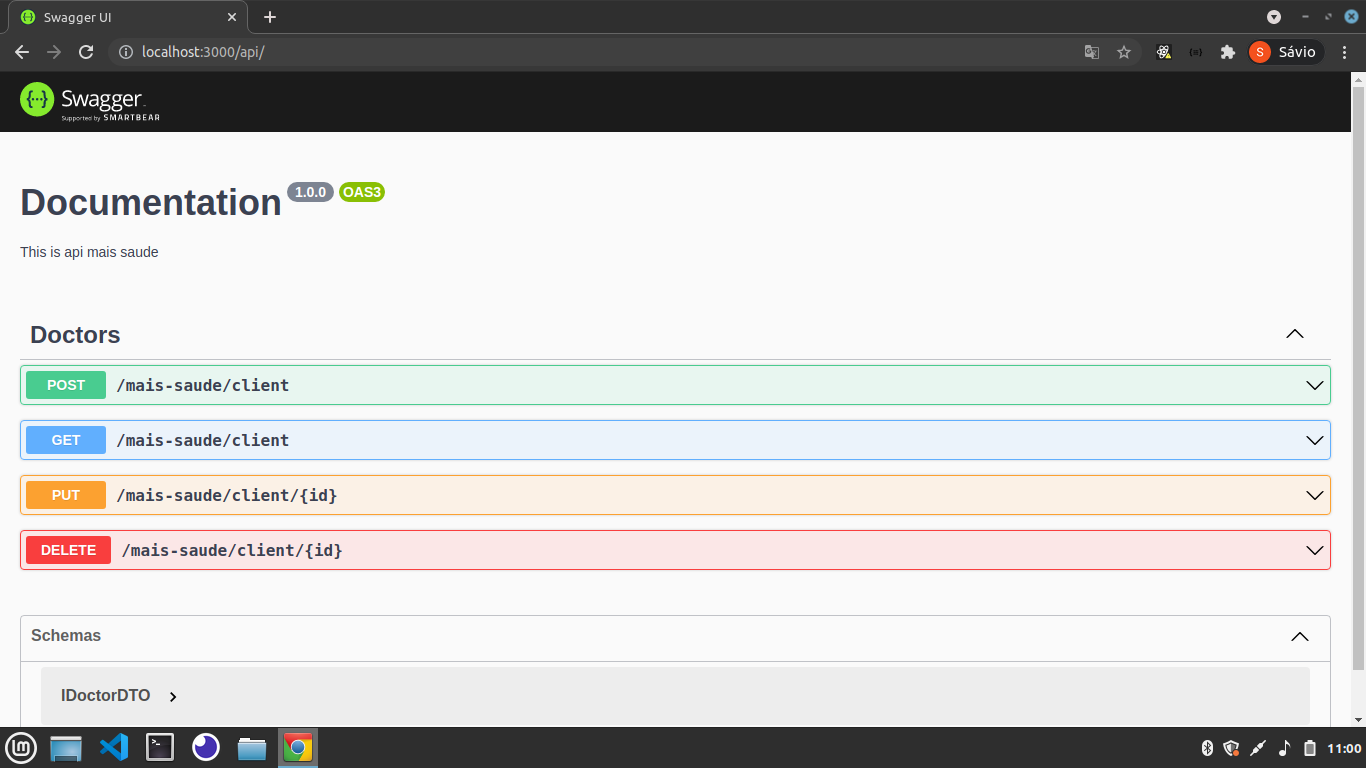 Swagger UI
localhost:3000/api/
S Sávio
{···} Swagger
Supported by SMARTBEAR
Documentation 1.0.0 OAS3
This is api mais saude
Doctors
POST /mais-saude/client
GET /mais-saude/client
PUT /mais-saude/client/{id}
DELETE /mais-saude/client/{id}
Schemas
IDoctorDTO
11:00